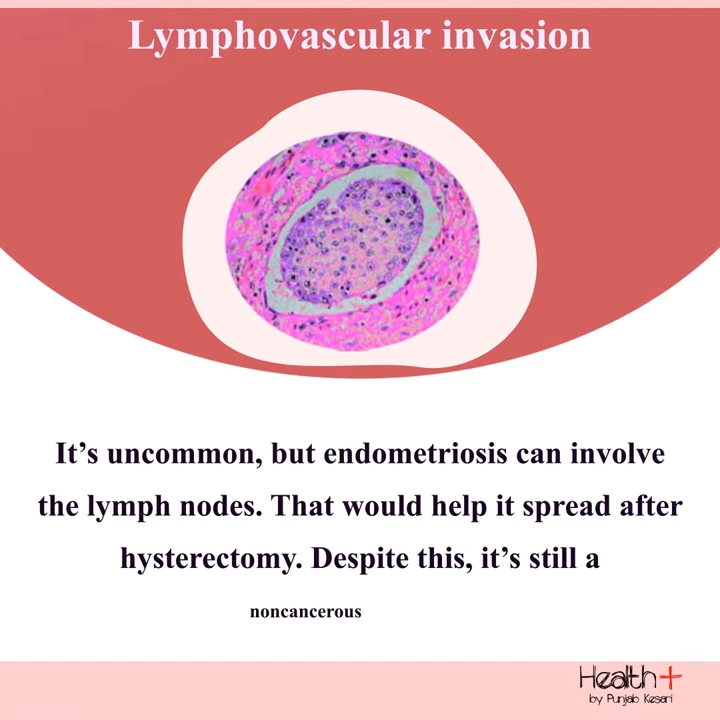 Lymphovascular invasion
It’s uncommon, but endometriosis can involve
the lymph nodes. That would help it spread after
hysterectomy. Despite this, it’s still a
noncancerous
Health+
by Punjab Kesari